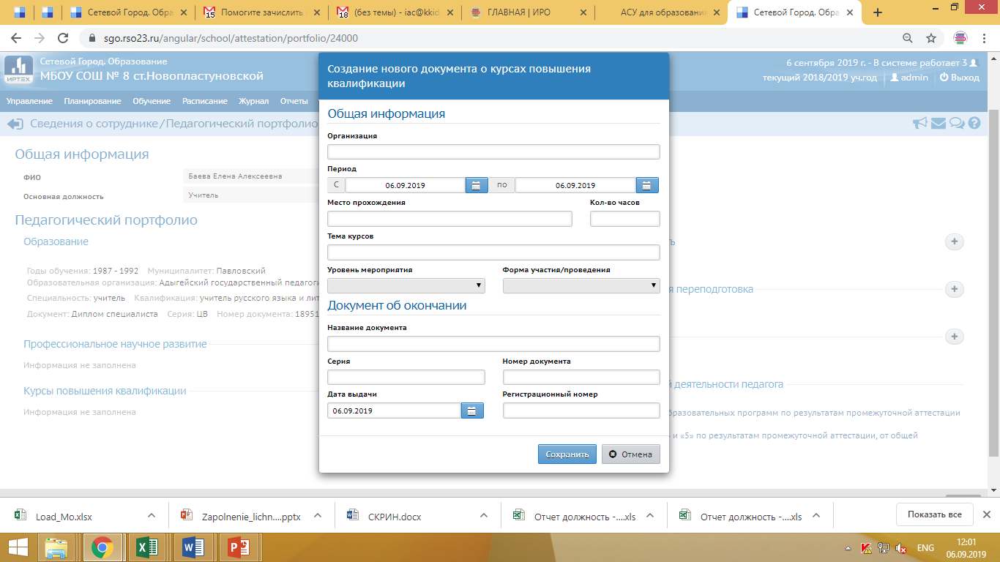 Сетевой Город. Обра
15
Помогите зачислить
18
(без темы) - iac@kkid
ГЛАВНАЯ | ИРО
АСУ для образования
Сетевой Город. Обра
sgo.rso23.ru/angular/school/attestation/portfolio/24000
ИРТЕХ
Сетевой Город. Образование
МБОУ СОШ № 8 ст.Новопластуновской
6 сентября 2019 г. - В системе работает 3
текущий 2018/2019 уч.год admin Выход
Управление Планирование Обучение Расписание Журнал Отчеты
Сведения о сотруднике/Педагогический портфолио
Общая информация
ФИО Баева Елена Алексеевна
Основная должность Учитель
Педагогический портфолио
Образование
Годы обучения: 1987 - 1992 Муниципалитет: Павловский
Образовательная организация: Адыгейский государственный педагоги
Специальность: учитель Квалификация: учитель русского языка и лит
Документ: Диплом специалиста Серия: ЦВ Номер документа: 18951
Профессиональное научное развитие
Информация не заполнена
Курсы повышения квалификации
Информация не заполнена
Создание нового документа о курсах повышения
квалификации
Общая информация
Организация
Период
С 06.09.2019 по 06.09.2019
Место прохождения Кол-во часов
Тема курсов
Уровень мероприятия Форма участия/проведения
Документ об окончании
Название документа
Серия Номер документа
Дата выдачи Регистрационный номер
06.09.2019
Сохранить Отмена
я переподготовка
й деятельности педагога
бразовательных программ по результатам промежуточной аттестации
и «5» по результатам промежуточной аттестации, от общей
Load_Mo.xlsx
Zapolnenie_lichn....pptx
СКРИН.docx
Отчет должность -....xls
Отчет должность -....xls
Показать все
ENG
12:01
06.09.2019